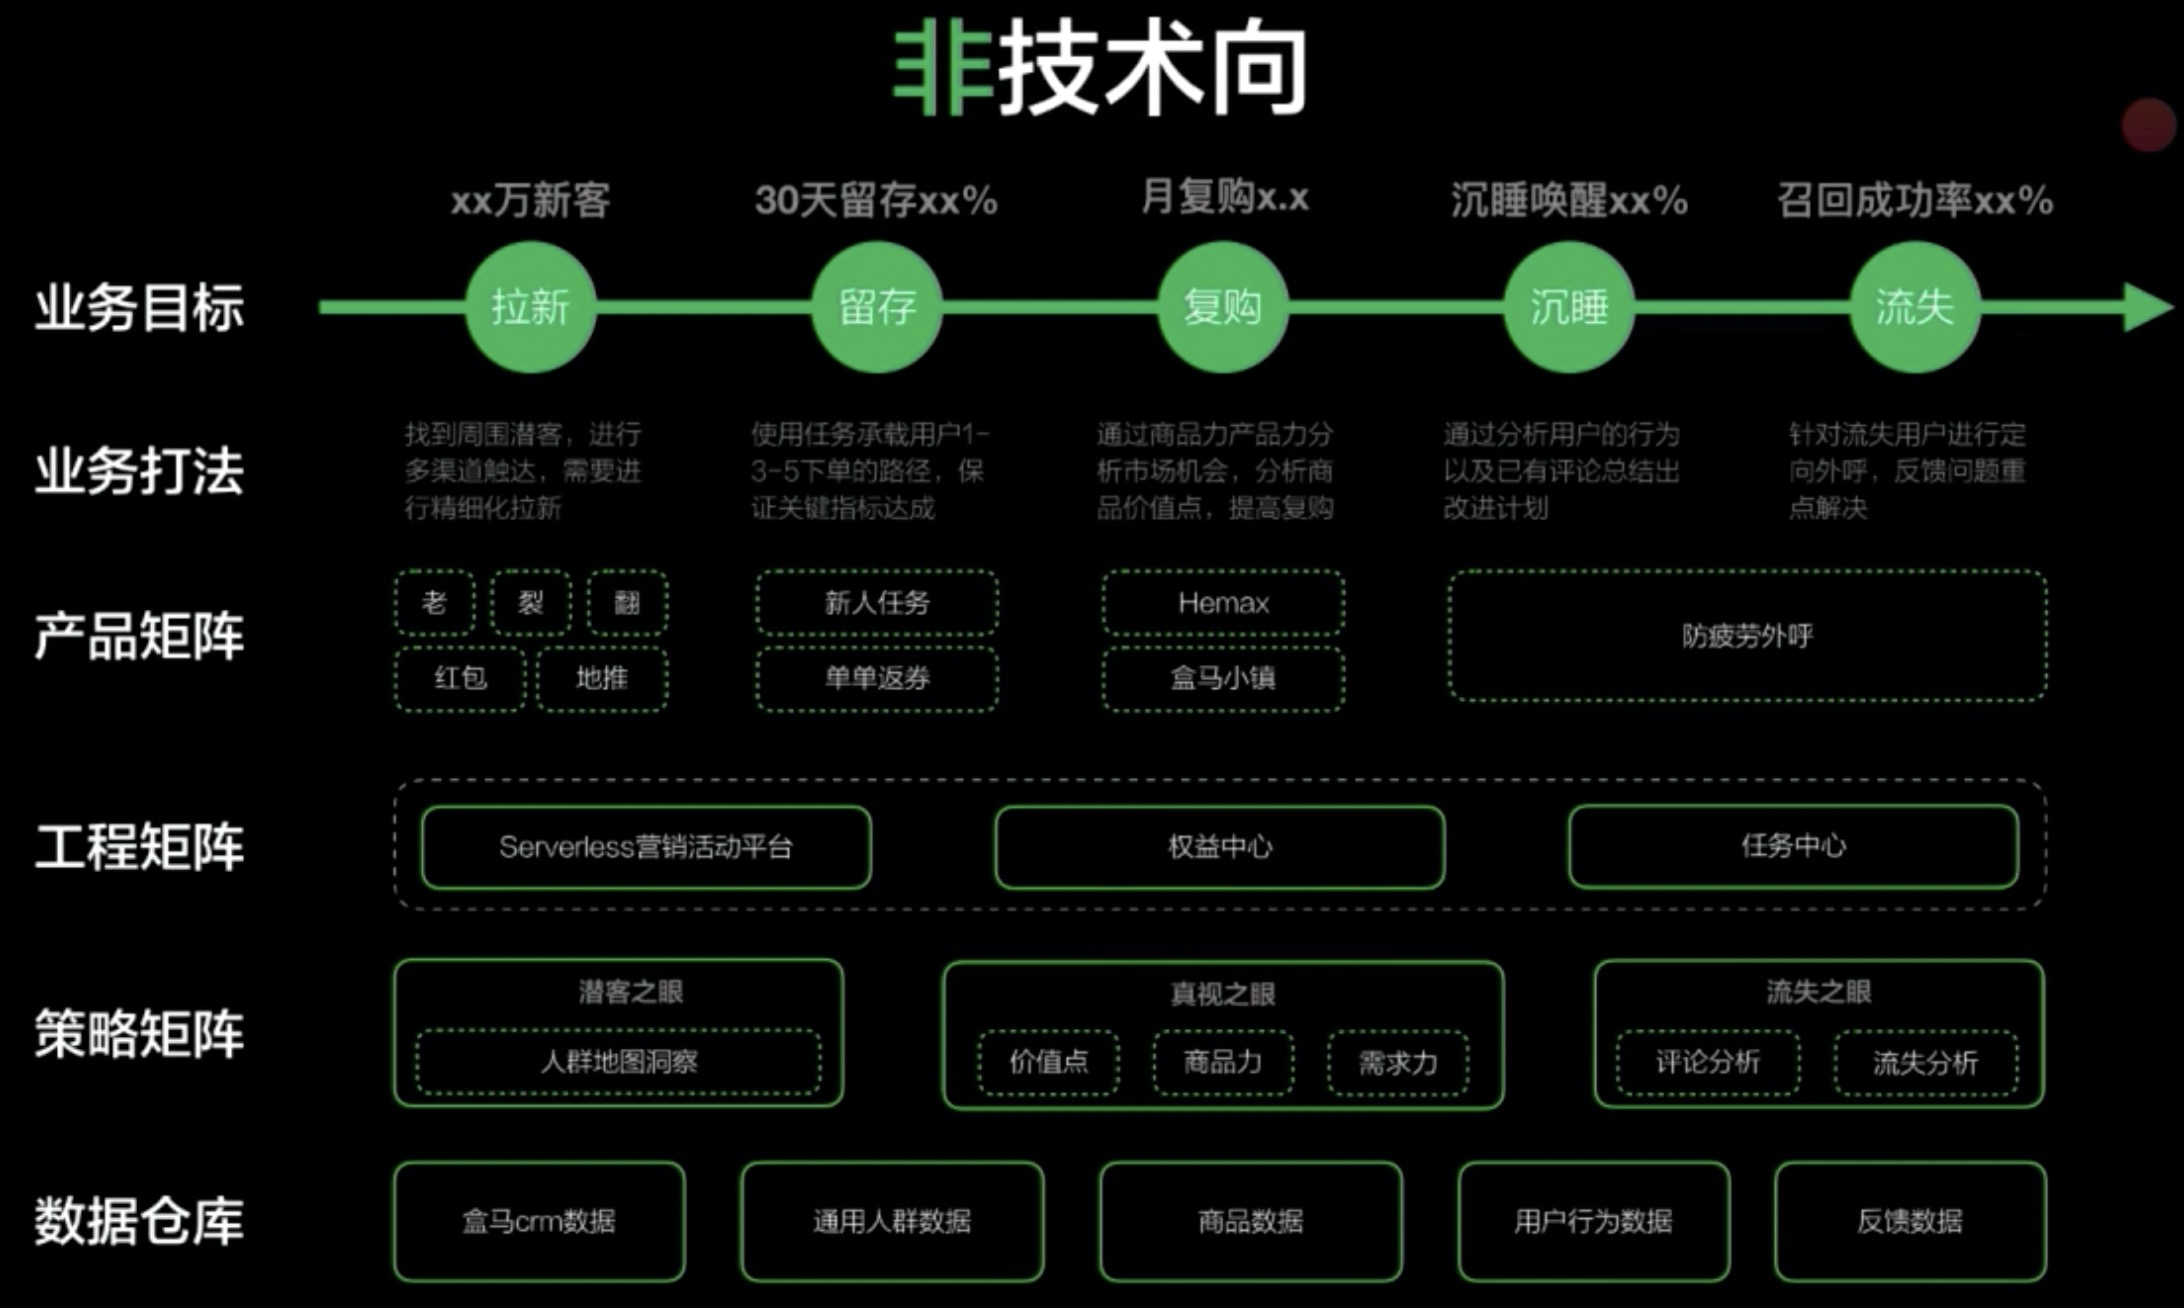 非技术向
xx万新客
30天留存xx%
月复购x.x
沉睡唤醒xx%
召回成功率xx%
业务目标
拉新
留存
复购
沉睡
流失
业务打法
找到周围潜客，进行
多渠道触达，需要进
行精细化拉新
使用任务承载用户1-
3-5下单的路径，保
证关键指标达成
通过商品力产品力分
析市场机会，分析商
品价值点，提高复购
通过分析用户的行为
以及已有评论总结出
改进计划
针对流失用户进行定
向外呼，反馈问题重
点解决
产品矩阵
老
裂
翻
红包
地推
新人任务
单单返券
Hemax
盒马小镇
防疲劳外呼
工程矩阵
Serverless营销活动平台
权益中心
任务中心
策略矩阵
潜客之眼
人群地图洞察
真视之眼
价值点
商品力
需求力
流失之眼
评论分析
流失分析
数据仓库
盒马crm数据
通用人群数据
商品数据
用户行为数据
反馈数据